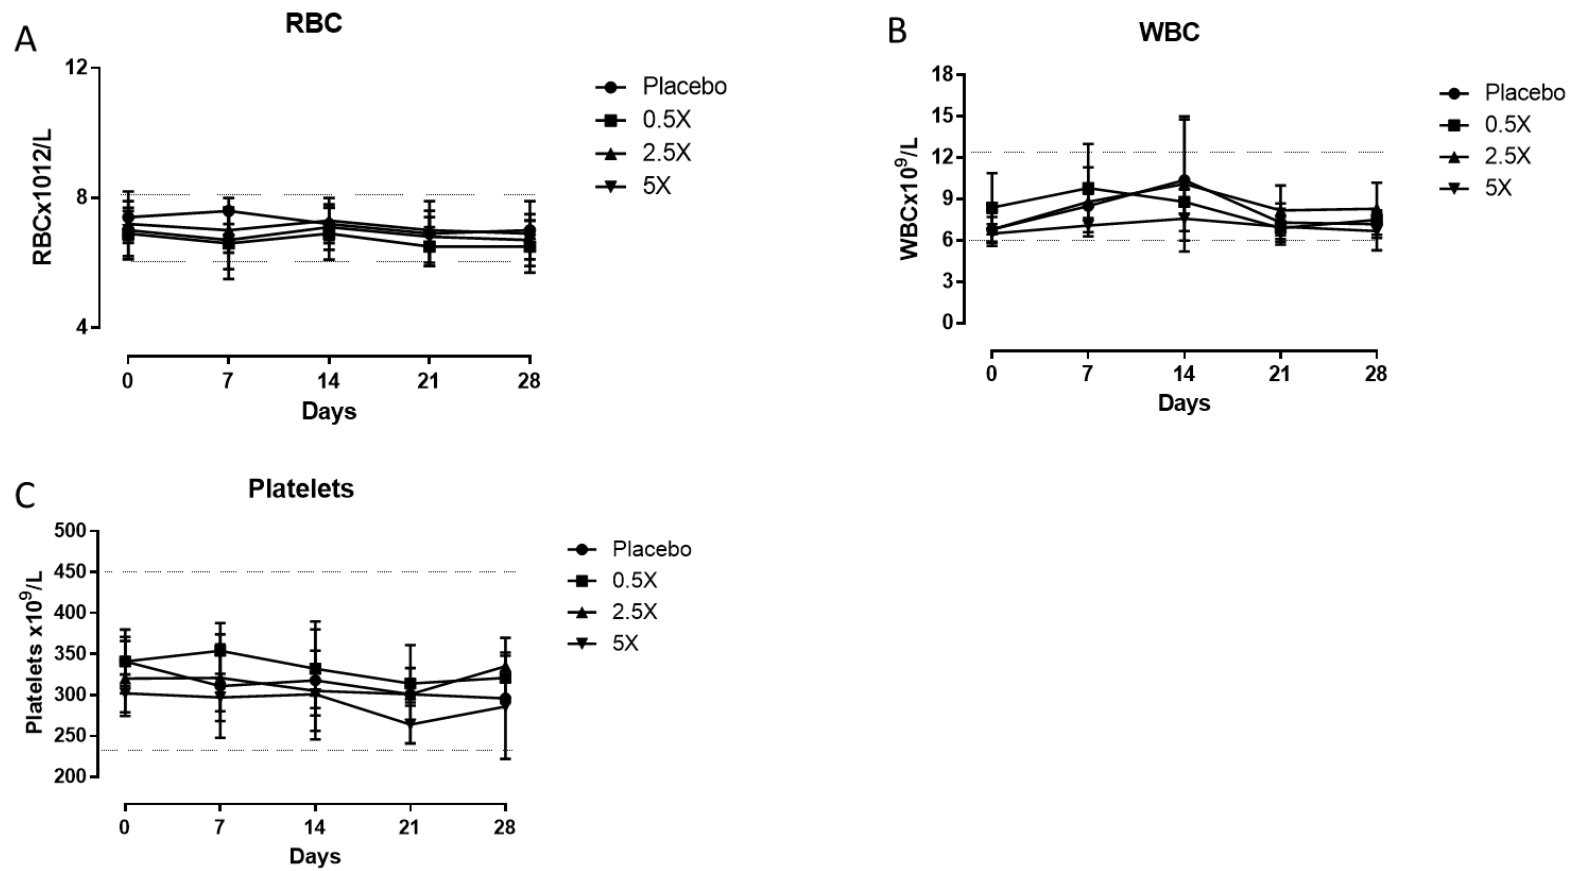 A
RBC
12
8
4
RBCx1012/L
0 7 14 21 28
Days
Placebo
0.5X
2.5X
5X
B
WBC
18
15
12
9
6
3
0
WBCx10⁹/L
0 7 14 21 28
Days
Placebo
0.5X
2.5X
5X
C
Platelets
500
450
400
350
300
250
200
Platelets x10⁹/L
0 7 14 21 28
Days
Placebo
0.5X
2.5X
5X